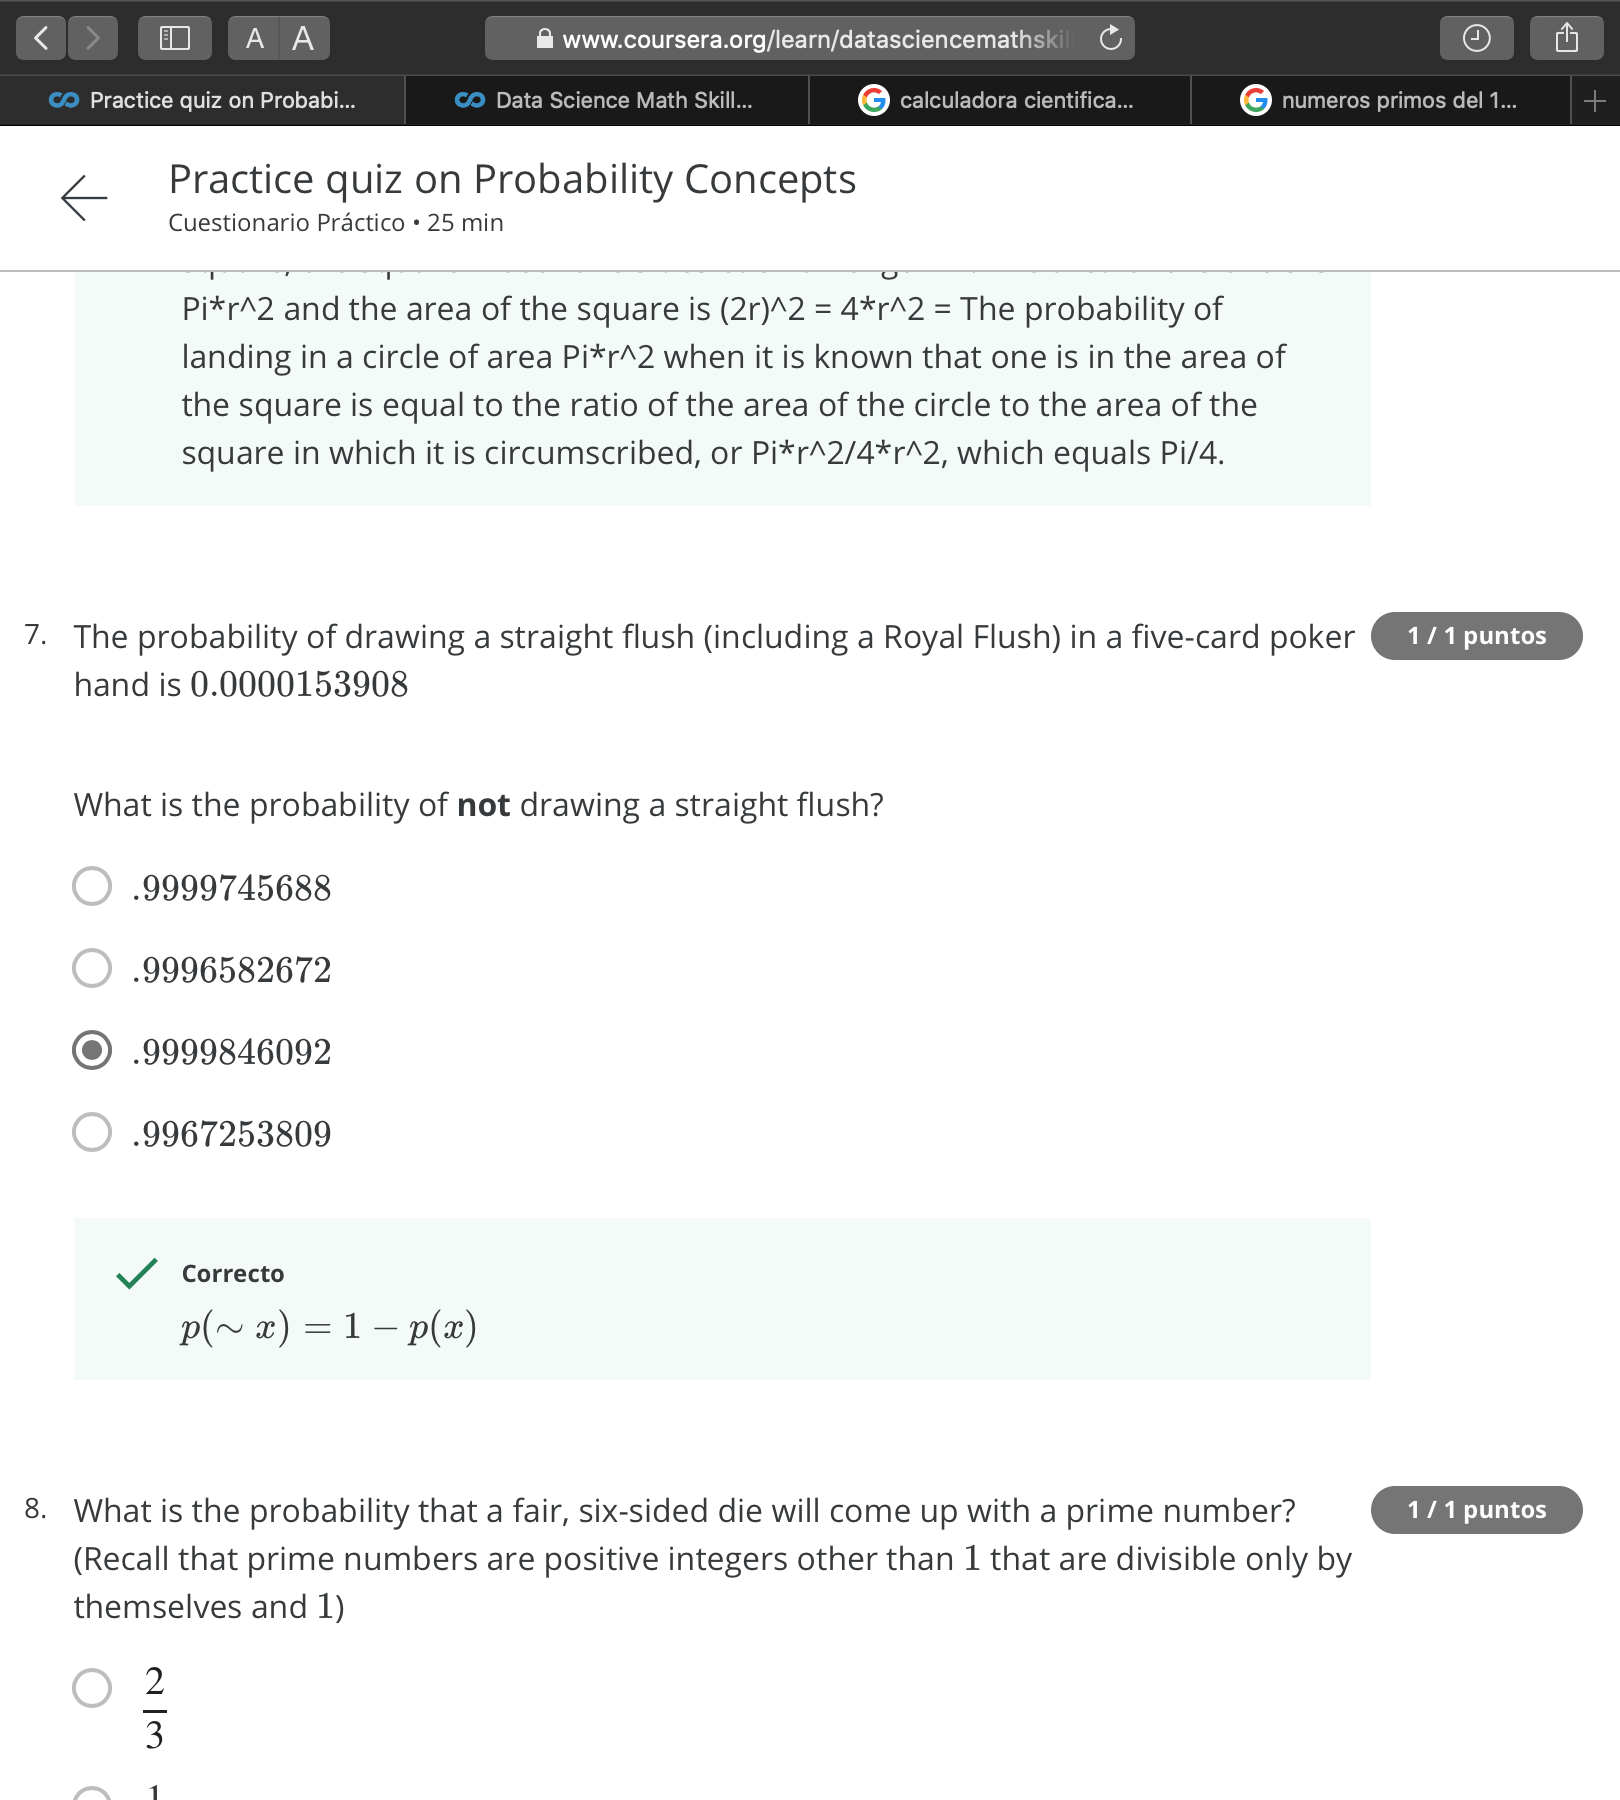 A A
www.coursera.org/learn/datasciencemathskil
Practice quiz on Probabi...
Data Science Math Skill...
calculadora cientifica...
numeros primos del 1...
Practice quiz on Probability Concepts
Cuestionario Práctico • 25 min
Pi*r^2 and the area of the square is (2r)^2 = 4*r^2 = The probability of
landing in a circle of area Pi*r^2 when it is known that one is in the area of
the square is equal to the ratio of the area of the circle to the area of the
square in which it is circumscribed, or Pi*r^2/4*r^2, which equals Pi/4.
7. The probability of drawing a straight flush (including a Royal Flush) in a five-card poker
hand is 0.0000153908
1 / 1 puntos
What is the probability of not drawing a straight flush?
.9999745688
.9996582672
.9999846092
.9967253809
Correcto
p(∼ x) = 1 − p(x)
8. What is the probability that a fair, six-sided die will come up with a prime number?
(Recall that prime numbers are positive integers other than 1 that are divisible only by
themselves and 1)
1 / 1 puntos
2
3
1